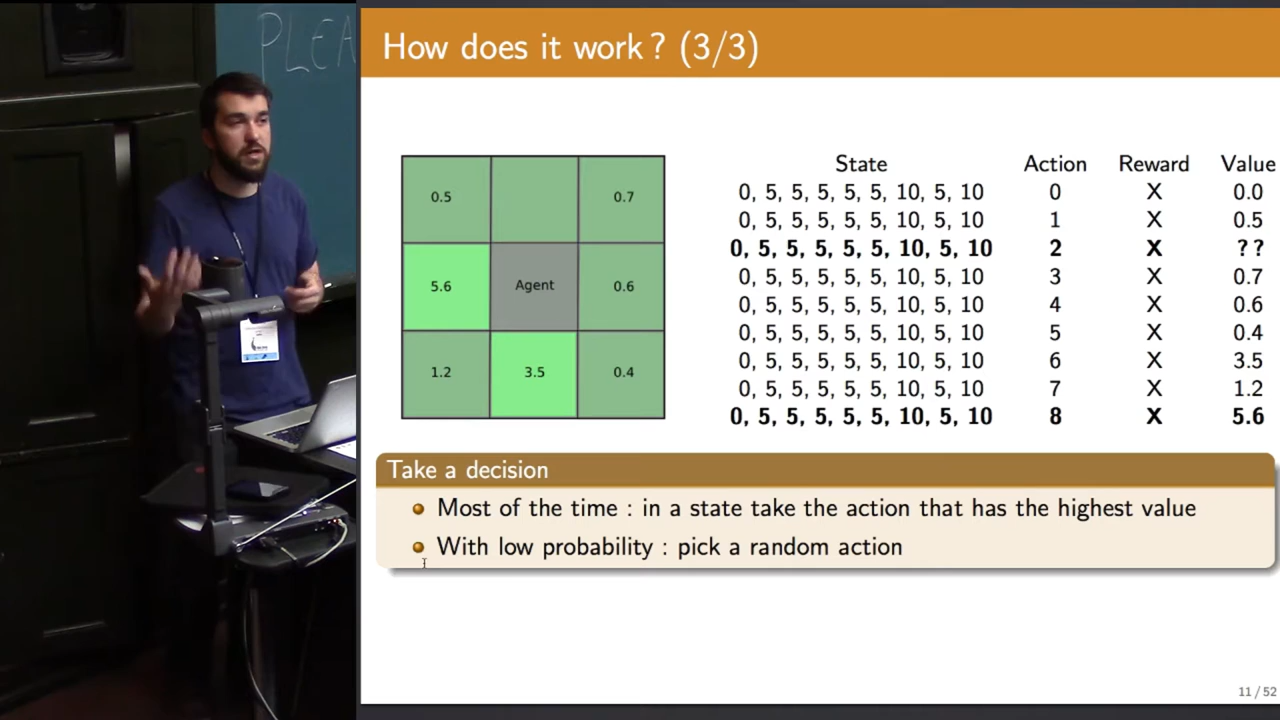 PLEA
How does it work ? (3/3)
0.5
0.7
5.6
Agent
0.6
1.2
3.5
0.4
State Action Reward Value
0, 5, 5, 5, 5, 5, 10, 5, 10 0 X 0.0
0, 5, 5, 5, 5, 5, 10, 5, 10 1 X 0.5
0, 5, 5, 5, 5, 5, 10, 5, 10 2 X ??
0, 5, 5, 5, 5, 5, 10, 5, 10 3 X 0.7
0, 5, 5, 5, 5, 5, 10, 5, 10 4 X 0.6
0, 5, 5, 5, 5, 5, 10, 5, 10 5 X 0.4
0, 5, 5, 5, 5, 5, 10, 5, 10 6 X 3.5
0, 5, 5, 5, 5, 5, 10, 5, 10 7 X 1.2
0, 5, 5, 5, 5, 5, 10, 5, 10 8 X 5.6
Take a decision
Most of the time : in a state take the action that has the highest value
With low probability : pick a random action
11 / 52